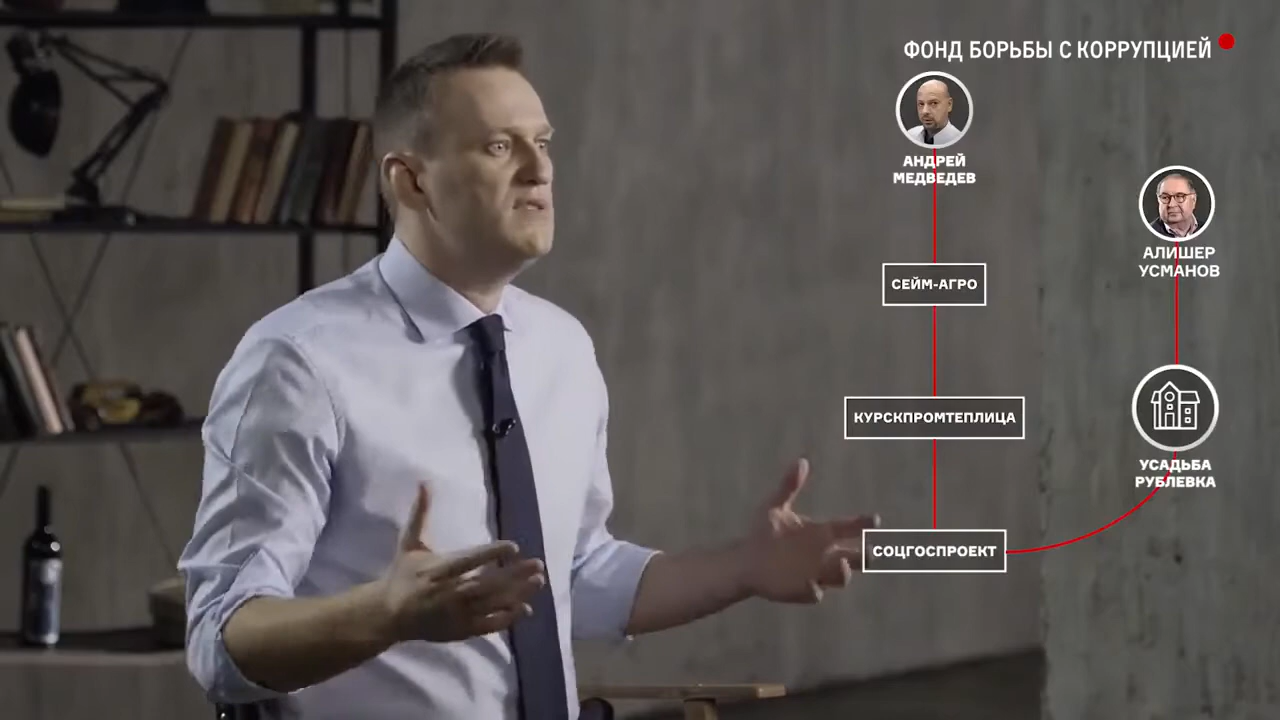 ФОНД БОРЬБЫ С КОРРУПЦИЕЙ
АНДРЕЙ
МЕДВЕДЕВ
СЕЙМ-АГРО
КУРСКПРОМТЕПЛИЦА
СОЦГОСПРОЕКТ
АЛИШЕР
УСМАНОВ
УСАДЬБА
РУБЛЕВКА